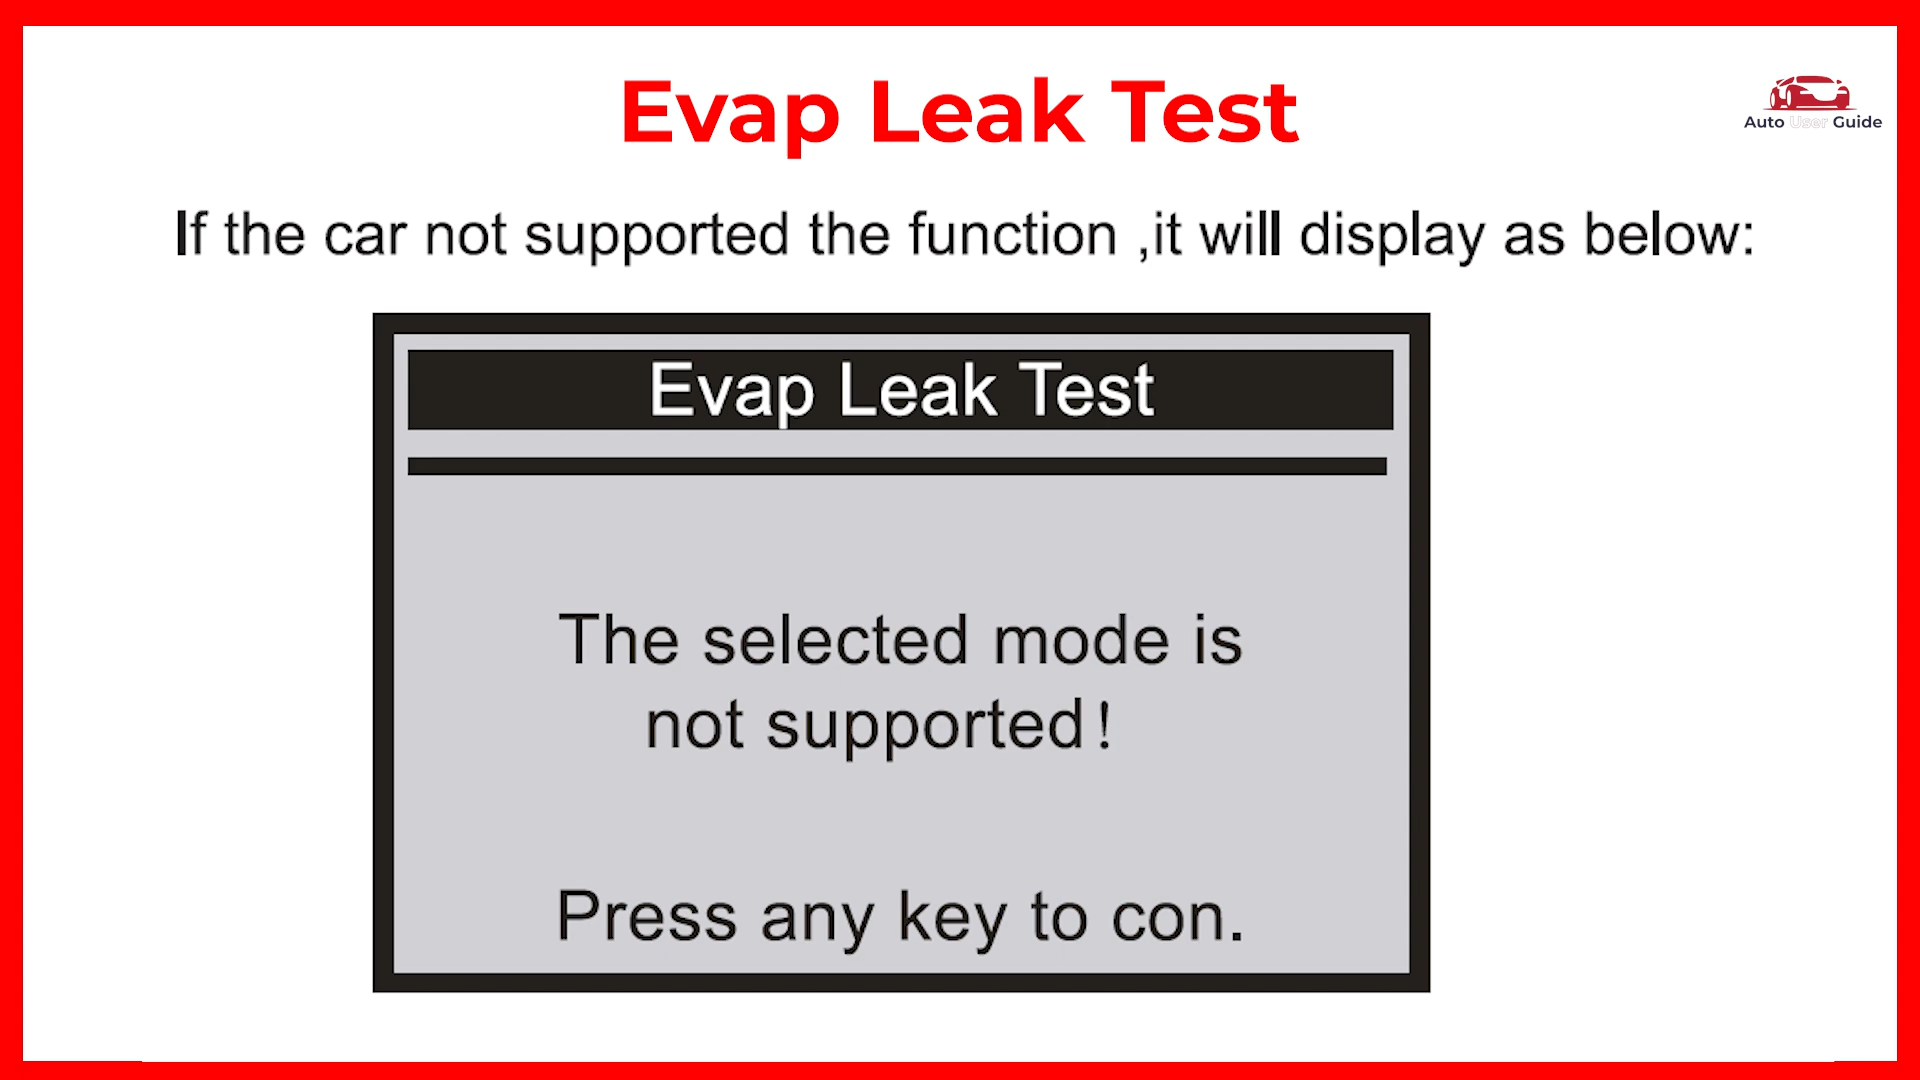 Evap Leak Test
Auto User Guide
If the car not supported the function ,it will display as below:
Evap Leak Test
The selected mode is
not supported!
Press any key to con.